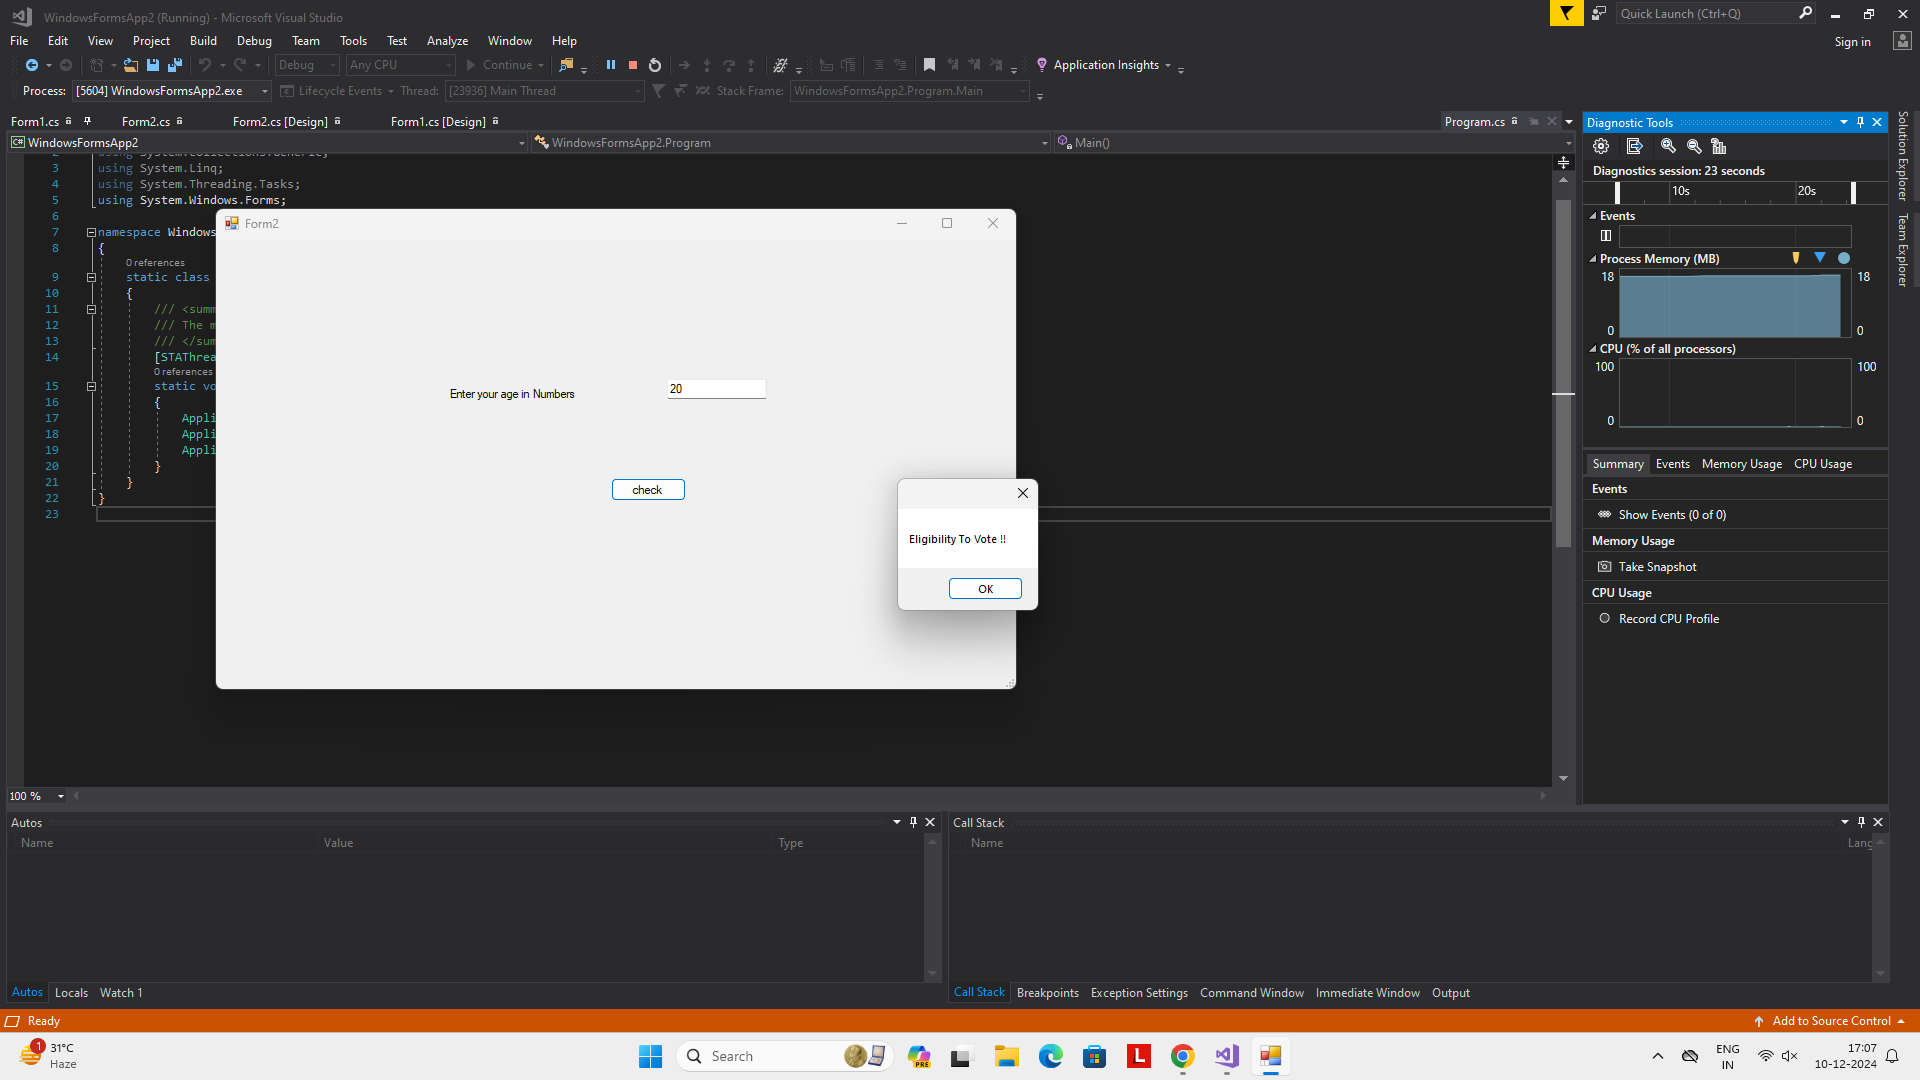 WindowsFormsApp2 (Running) - Microsoft Visual Studio
Quick Launch (Ctrl+Q)
File Edit View Project Build Debug Team Tools Test Analyze Window Help
Sign in
Debug Any CPU Continue Application Insights
Process: [5604] WindowsFormsApp2.exe Lifecycle Events Thread: [23936] Main Thread Stack Frame: WindowsFormsApp2.Program.Main
Form1.cs Form2.cs Form2.cs [Design] Form1.cs [Design] Program.cs
C# WindowsFormsApp2 WindowsFormsApp2.Program Main()
2 using System.Collections.Generic;
3 using System.Linq;
4 using System.Threading.Tasks;
5 using System.Windows.Forms;
6
7 namespace Windows
8 {
0 references
9 static class
10 {
11 /// <summ
12 /// The m
13 /// </sum
14 [STAThrea
0 references
15 static vo
16 {
17 Appli
18 Appli
19 Appli
20 }
21 }
22 }
23
100 %
Form2
Enter your age in Numbers
20
check
Eligibility To Vote !!
OK
Diagnostic Tools
Diagnostics session: 23 seconds
10s 20s
Events
Process Memory (MB)
18 18
0 0
CPU (% of all processors)
100 100
0 0
Summary Events Memory Usage CPU Usage
Events
Show Events (0 of 0)
Memory Usage
Take Snapshot
CPU Usage
Record CPU Profile
Solution Explorer
Team Explorer
Autos
Name Value Type
Autos Locals Watch 1
Call Stack
Name Lang
Call Stack Breakpoints Exception Settings Command Window Immediate Window Output
Ready
Add to Source Control
1
31°C
Haze
Search
PRE
L
ENG
IN
17:07
10-12-2024